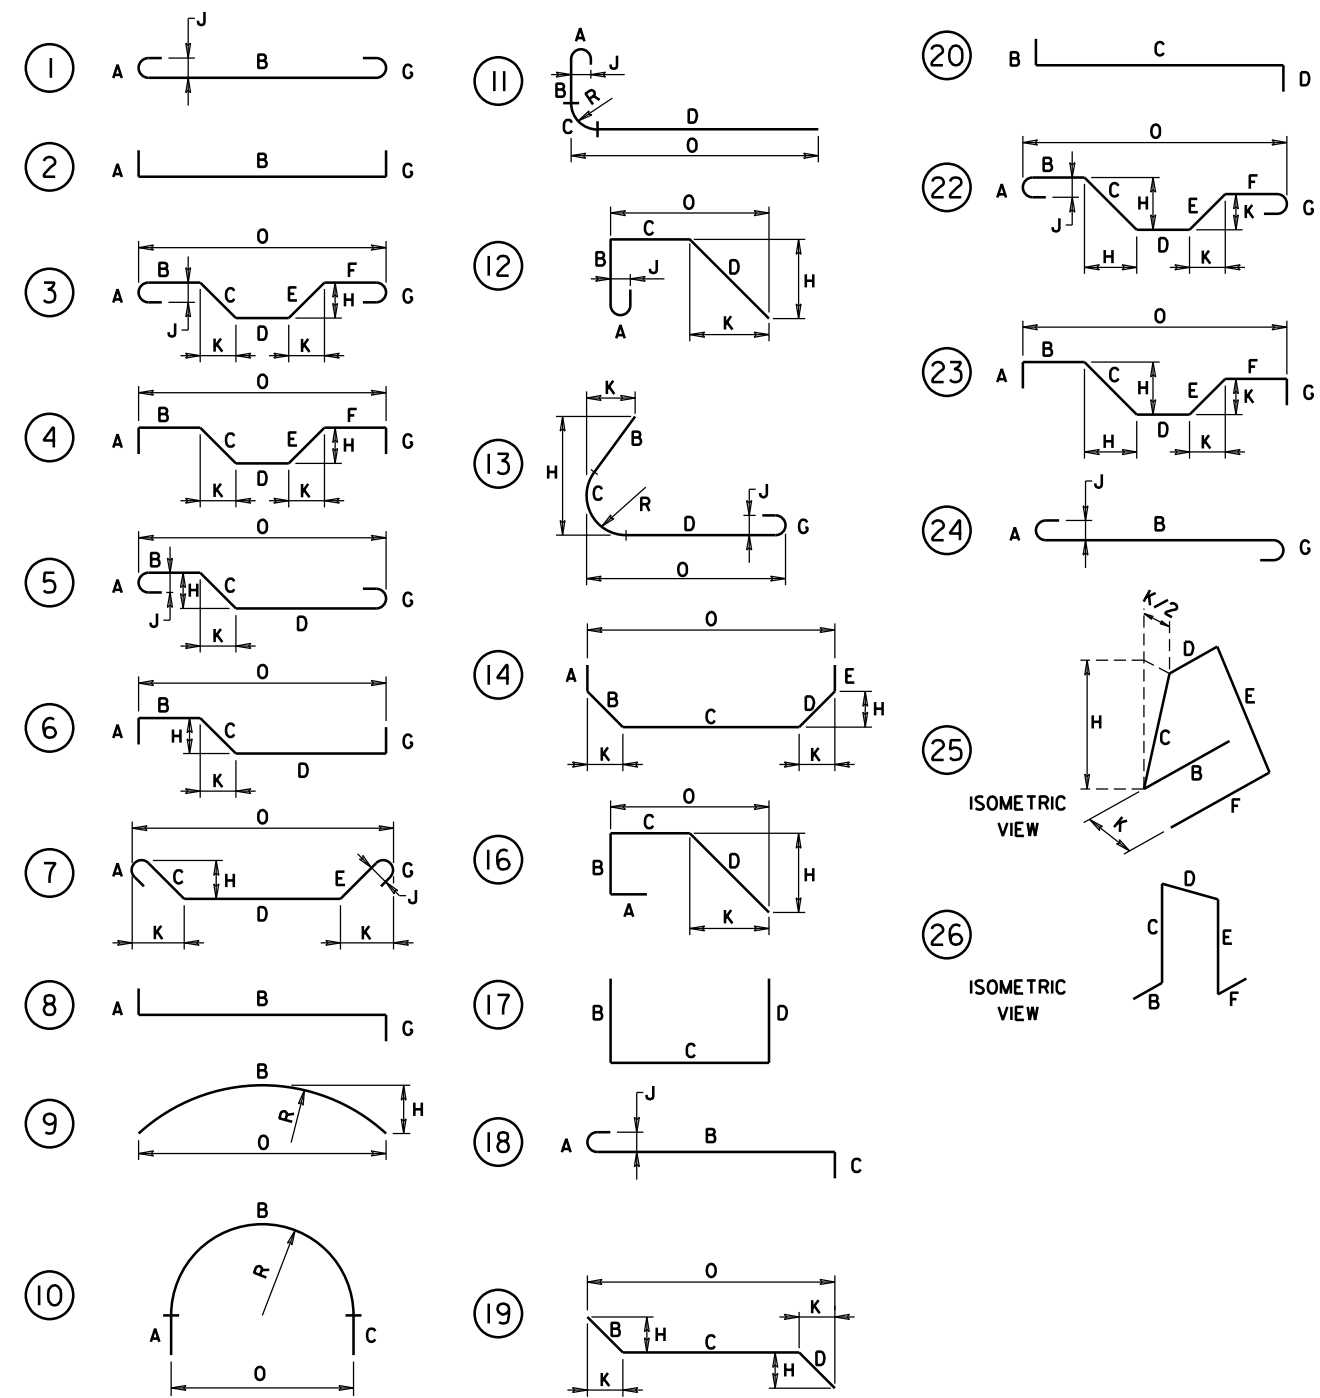 1
J
A B G
2
A B G
3
O
B F
A C E H G
J D
K K
4
O
B F
A C E H G
D
K K
5
O
B
A H C G
J D
K
6
O
B
A H C G
D
K
7
O
A C H E G
D J
K K
8
A B
G
9
B
R H
O
10
B
R
A C
O
11
A
J
B R
C D
O
12
O
C
B J D H
A K
13
K
B
H C R J
D G
O
14
O
A E
B C D H
K K
16
O
C
B D H
A K
17
B D
C
18
J
A B
C
19
O
K
B H C
H D
K
20
B C
D
22
O
B F
A C H E K G
J D
H K
23
O
B F
A C H E K G
D
H K
24
J
A B G
25
K/2
D
H E
C
B
F
K
ISOMETRIC
VIEW
26
D
C E
B F
ISOMETRIC
VIEW